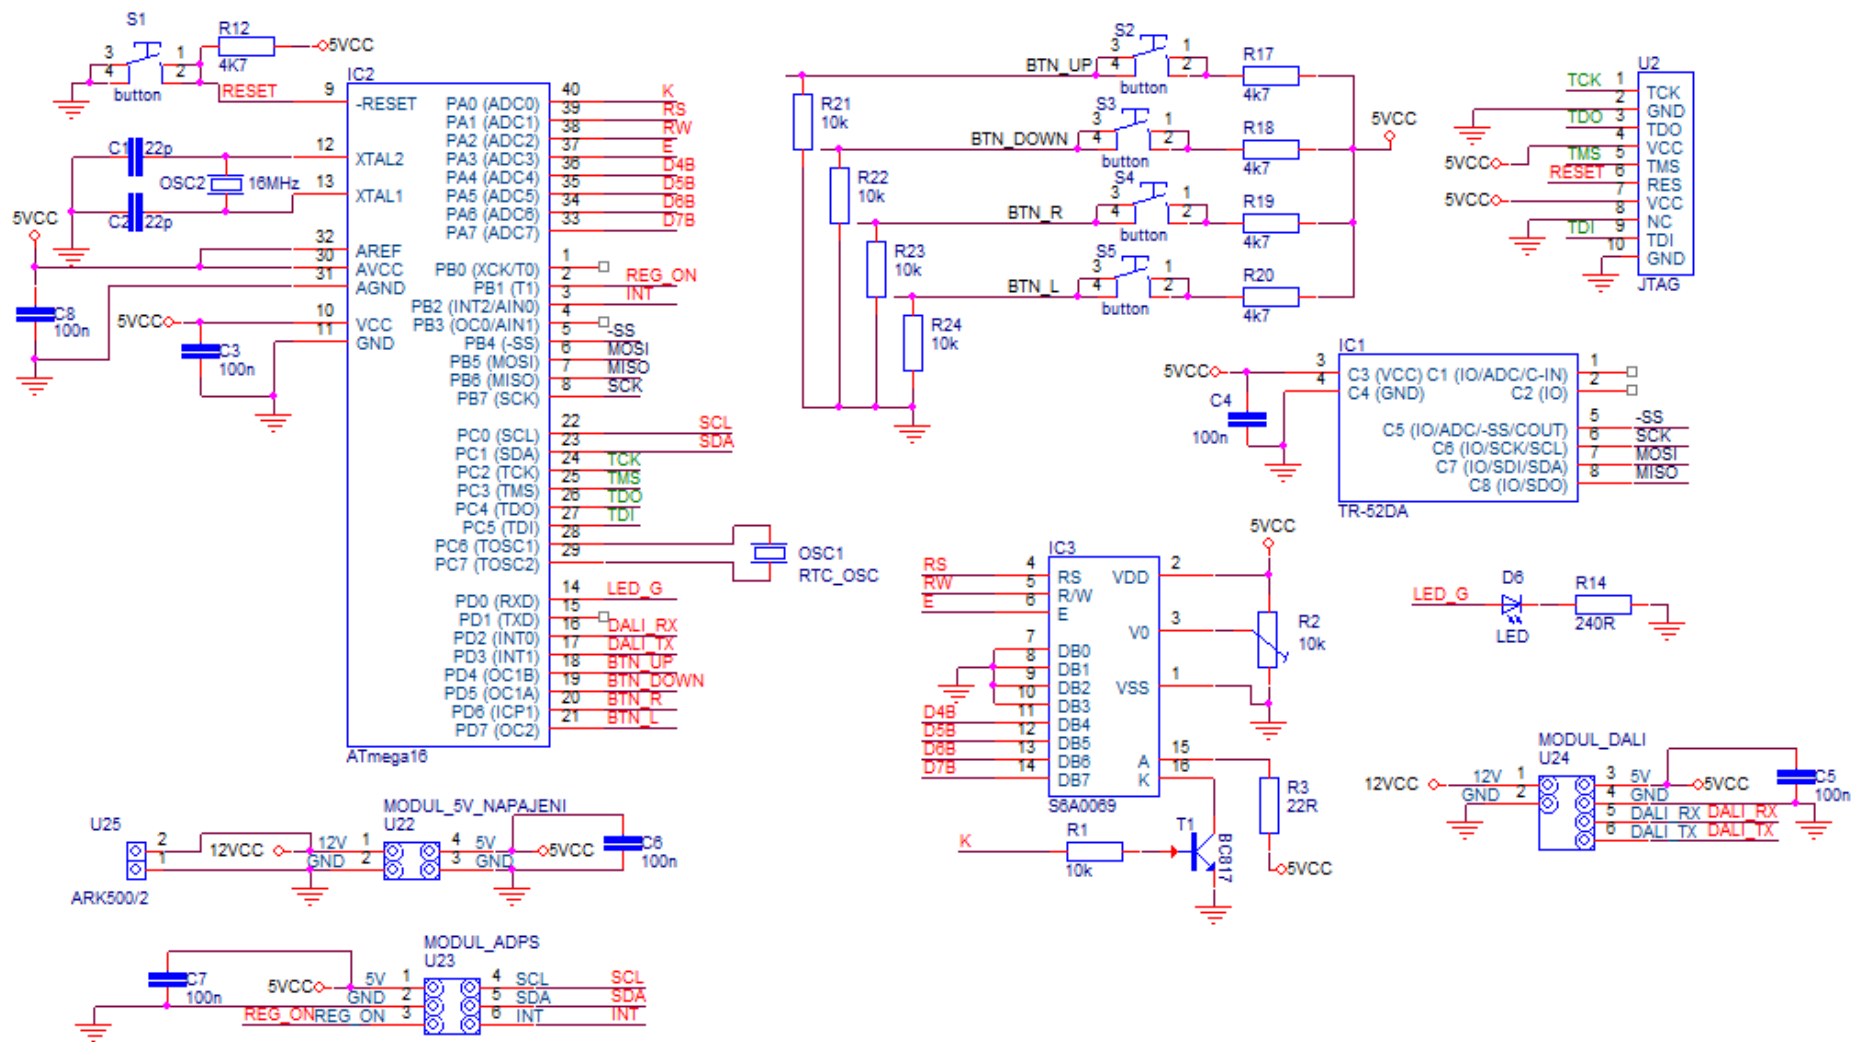 S1
3
4
1
2
button
R12
4K7
5VCC
RESET
IC2
9
-RESET
12
XTAL2
13
XTAL1
C1
22p
OSC2
16MHz
C2
22p
5VCC
32
AREF
30
AVCC
31
AGND
C8
100n
5VCC
10
VCC
11
GND
C3
100n
PA0 (ADC0) 40 K
PA1 (ADC1) 39 RS
PA2 (ADC2) 38 RW
PA3 (ADC3) 37 E
PA4 (ADC4) 36 D4B
PA5 (ADC5) 35 D5B
PA6 (ADC6) 34 D6B
PA7 (ADC7) 33 D7B
PB0 (XCK/T0) 1
PB1 (T1) 2 REG_ON
PB2 (INT2/AIN0) 3 INT
PB3 (OC0/AIN1) 4
PB4 (-SS) 5 -SS
PB5 (MOSI) 6 MOSI
PB6 (MISO) 7 MISO
PB7 (SCK) 8 SCK
PC0 (SCL) 22 SCL
PC1 (SDA) 23 SDA
PC2 (TCK) 24 TCK
PC3 (TMS) 25 TMS
PC4 (TDO) 26 TDO
PC5 (TDI) 27 TDI
PC6 (TOSC1) 28
PC7 (TOSC2) 29
OSC1
RTC_OSC
PD0 (RXD) 14 LED_G
PD1 (TXD) 15
PD2 (INT0) 16 DALI_RX
PD3 (INT1) 17 DALI_TX
PD4 (OC1B) 18 BTN_UP
PD5 (OC1A) 19 BTN_DOWN
PD6 (ICP1) 20 BTN_R
PD7 (OC2) 21 BTN_L
ATmega16
S2
BTN_UP
3
4
1
2
button
R17
4k7
R21
10k
S3
BTN_DOWN
3
4
1
2
button
R18
4k7
5VCC
R22
10k
S4
BTN_R
3
4
1
2
button
R19
4k7
R23
10k
S5
BTN_L
3
4
1
2
button
R20
4k7
R24
10k
U2
TCK 1 TCK
2 GND
TDO 3 TDO
5VCC 4 VCC
TMS 5 TMS
RESET 6 RES
5VCC 7 VCC
8 NC
TDI 9 TDI
10 GND
JTAG
IC1
5VCC
3 C3 (VCC)
4 C4 (GND)
C1 (IO/ADC/C-IN) 1
C2 (IO) 2
C5 (IO/ADC/-SS/COUT) 5 -SS
C6 (IO/SCK/SCL) 6 SCK
C7 (IO/SDI/SDA) 7 MOSI
C8 (IO/SDO) 8 MISO
C4
100n
TR-52DA
IC3
RS 4 RS
RW 5 R/W
E 6 E
7 DB0
8 DB1
9 DB2
10 DB3
D4B 11 DB4
D5B 12 DB5
D6B 13 DB6
D7B 14 DB7
VDD 2
V0 3
VSS 1
A 15
K 16
S6A0069
5VCC
R2
10k
R3
22R
5VCC
K
R1
10k
T1
BC817
LED_G
D6
LED
R14
240R
MODUL_DALI
U24
12VCC
12V 1
GND 2
3 5V
4 GND
5 DALI_RX DALI_RX
6 DALI_TX DALI_TX
5VCC
C5
100n
U25
2
1
ARK500/2
MODUL_5V_NAPAJENI
U22
12VCC
12V 1
GND 2
4 5V
3 GND
5VCC
C6
100n
MODUL_ADPS
U23
C7
100n
5VCC
5V 1
GND 2
REG_ON REG_ON 3
4 SCL SCL
5 SDA SDA
6 INT INT